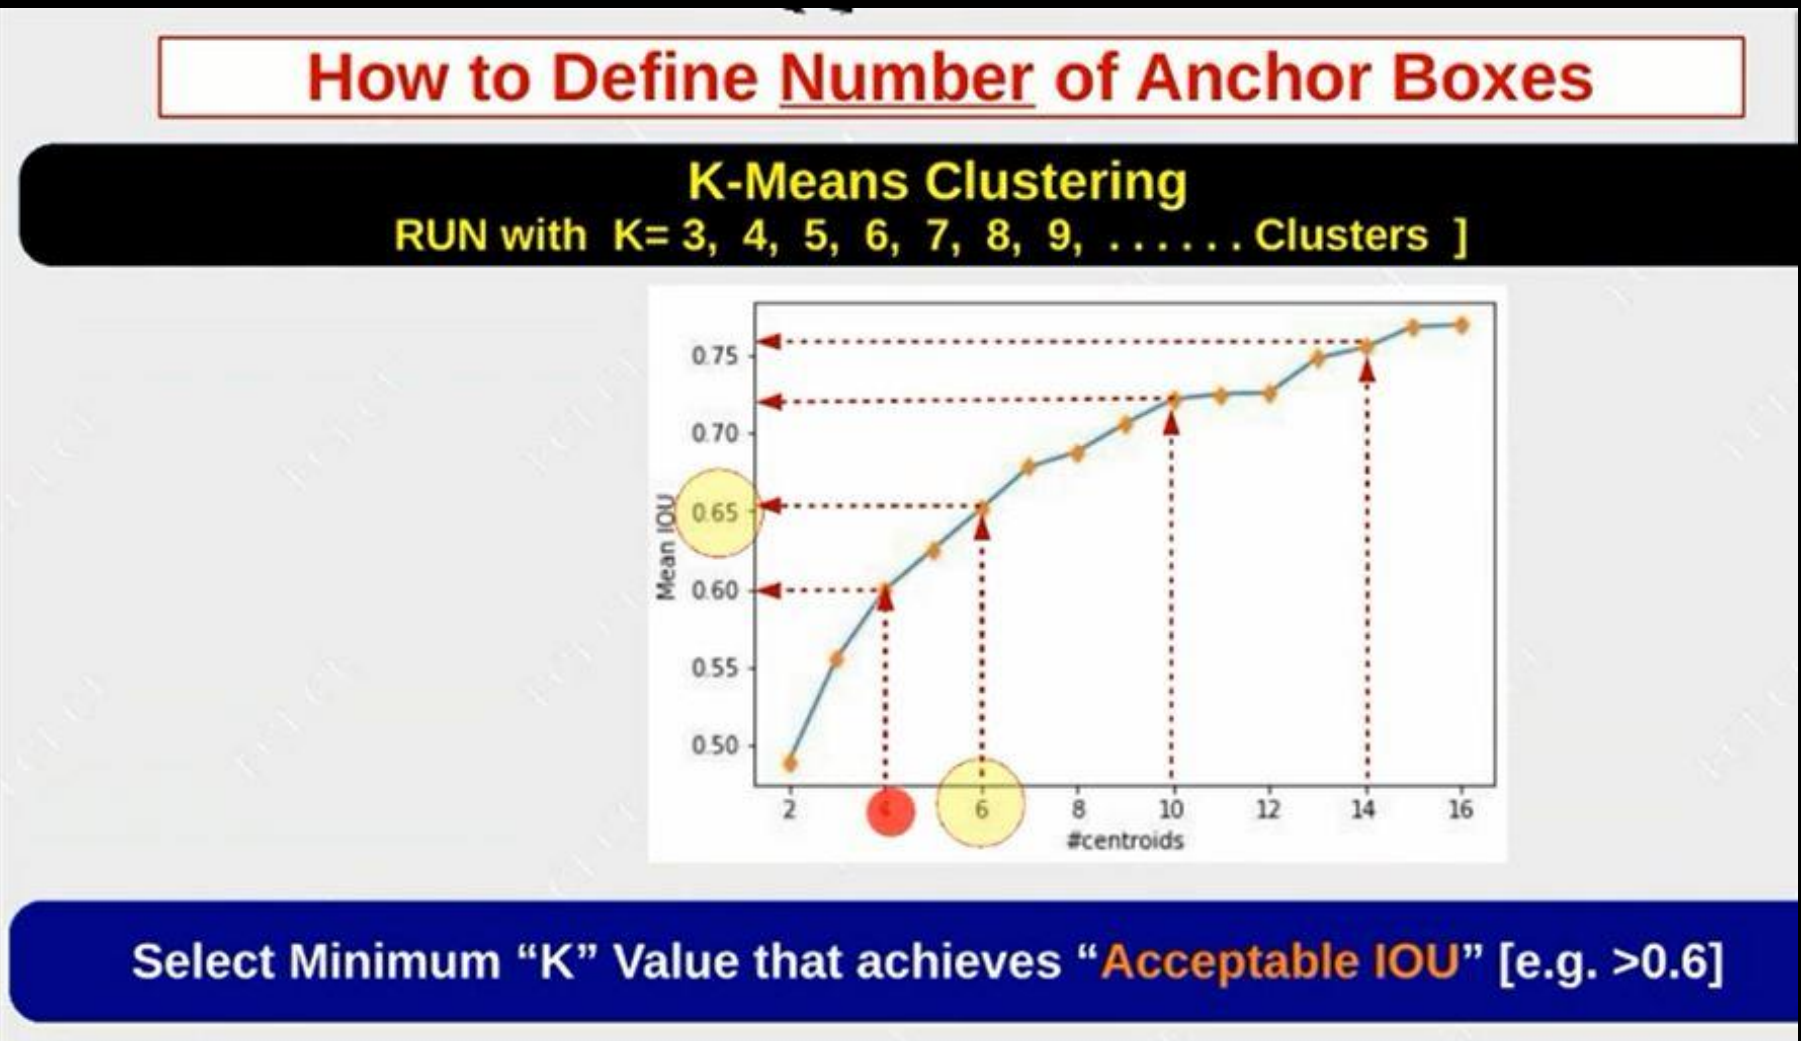 How to Define Number of Anchor Boxes
K-Means Clustering
RUN with K= 3, 4, 5, 6, 7, 8, 9, . . . . . . Clusters ]
0.75
0.70
0.65
0.60
0.55
0.50
Mean IOU
2 6 8 10 12 14 16
#centroids
Select Minimum “K” Value that achieves “Acceptable IOU” [e.g. >0.6]